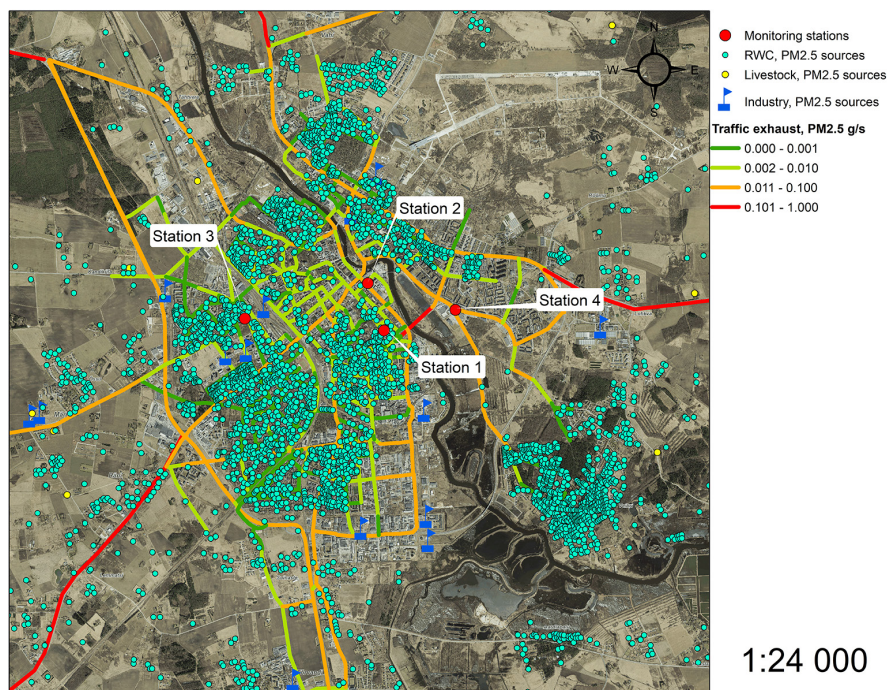 N
W
E
S
Monitoring stations
RWC, PM2.5 sources
Livestock, PM2.5 sources
Industry, PM2.5 sources
Traffic exhaust, PM2.5 g/s
0.000 - 0.001
0.002 - 0.010
0.011 - 0.100
0.101 - 1.000
Station 2
Station 3
Station 4
Station 1
1:24 000